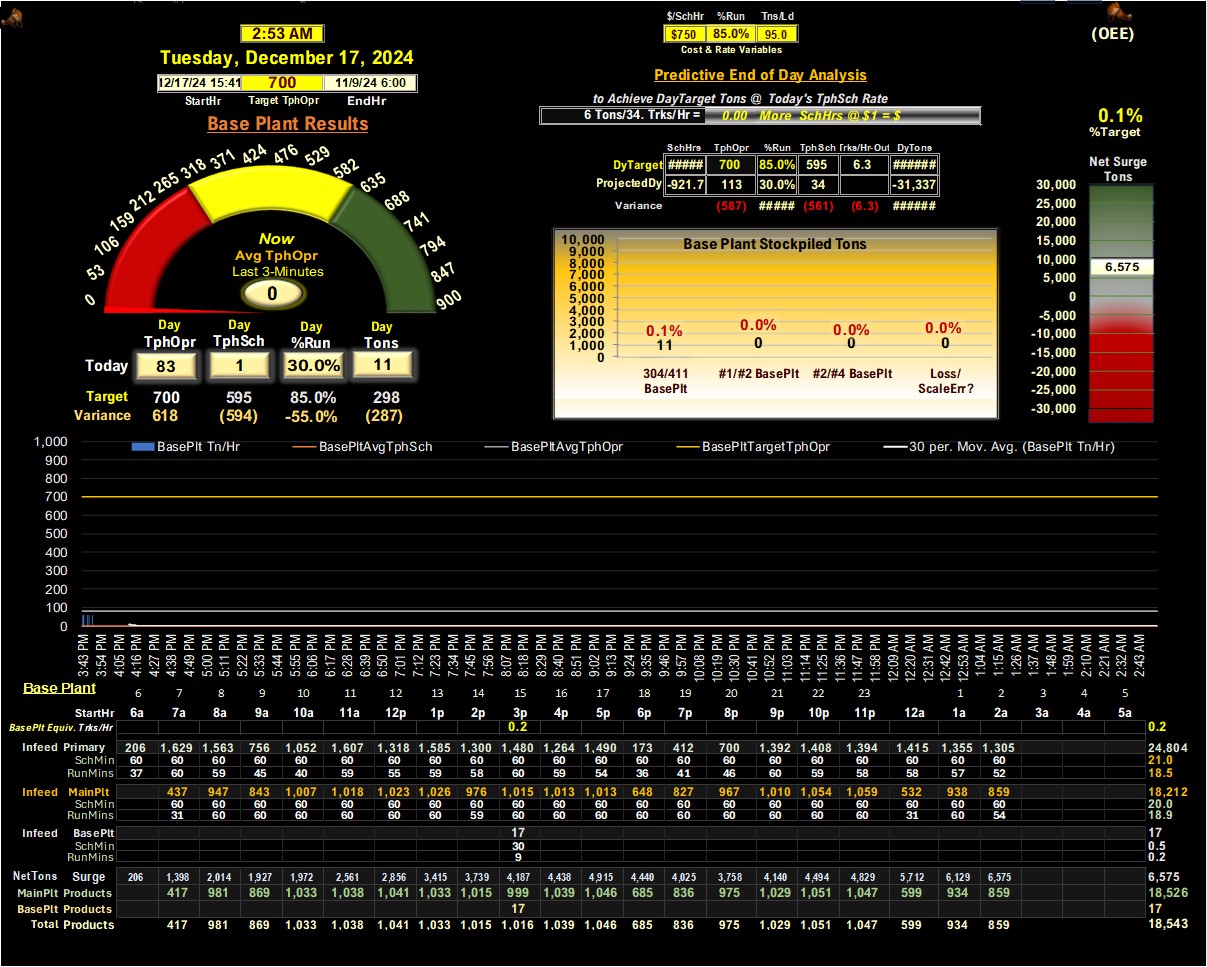 $/SchHr %Run Tns/Ld
$750 85.0% 95.0
Cost & Rate Variables
(OEE)
2:53 AM
Tuesday, December 17, 2024
12/17/24 15:41 700 11/9/24 6:00
StartHr Target TphOpr EndHr
Base Plant Results
Predictive End of Day Analysis
to Achieve DayTarget Tons @ Today's TphSch Rate
6 Tons/34. Trks/Hr = 0.00 More SchHrs @ $1 = $
0.1%
%Target
SchHrs TphOpr %Run TphSch Trks/Hr-Out DyTons
DyTarget ##### 700 85.0% 595 6.3 ######
ProjectedDy -921.7 113 30.0% 34 -31,337
Variance (587) ##### (561) (6.3) ######
0 53 106 159 212 265 318 371 424 476 529 582 635 688 741 794 847 900
Now
Avg TphOpr
Last 3-Minutes
0
Day Day Day Day
TphOpr TphSch %Run Tons
Today 83 1 30.0% 11
Target 700 595 85.0% 298
Variance 618 (594) -55.0% (287)
Base Plant Stockpiled Tons
10,000
9,000
8,000
7,000
6,000
5,000
4,000
3,000
2,000
1,000
0
0.1% 0.0% 0.0% 0.0%
11 0 0 0
304/411 #1/#2 BasePlt #2/#4 BasePlt Loss/
BasePlt ScaleErr?
Net Surge
Tons
30,000
25,000
20,000
15,000
10,000
5,000
0
-5,000
-10,000
-15,000
-20,000
-25,000
-30,000
6,575
BasePlt Tn/Hr BasePltAvgTphSch BasePltAvgTphOpr BasePltTargetTphOpr 30 per. Mov. Avg. (BasePlt Tn/Hr)
1,000
900
800
700
600
500
400
300
200
100
0
3:43 PM 3:54 PM 4:05 PM 4:16 PM 4:27 PM 4:38 PM 4:49 PM 5:00 PM 5:11 PM 5:22 PM 5:33 PM 5:44 PM 5:55 PM 6:06 PM 6:17 PM 6:28 PM 6:39 PM 6:50 PM 7:01 PM 7:12 PM 7:23 PM 7:34 PM 7:45 PM 7:56 PM 8:07 PM 8:18 PM 8:29 PM 8:40 PM 8:51 PM 9:02 PM 9:13 PM 9:24 PM 9:35 PM 9:46 PM 9:57 PM 10:08 PM 10:19 PM 10:30 PM 10:41 PM 10:52 PM 11:03 PM 11:14 PM 11:25 PM 11:36 PM 11:47 PM 11:58 PM 12:09 AM 12:20 AM 12:31 AM 12:42 AM 12:53 AM 1:04 AM 1:15 AM 1:26 AM 1:37 AM 1:48 AM 1:59 AM 2:10 AM 2:21 AM 2:32 AM 2:43 AM
Base Plant 6 7 8 9 10 11 12 13 14 15 16 17 18 19 20 21 22 23 1 2 3 4 5
StartHr 6a 7a 8a 9a 10a 11a 12p 1p 2p 3p 4p 5p 6p 7p 8p 9p 10p 11p 12a 1a 2a 3a 4a 5a
BasePlt Equiv. Trks/Hr 0.2 0.2
Infeed Primary 206 1,629 1,563 756 1,052 1,607 1,318 1,585 1,300 1,480 1,264 1,490 173 412 700 1,392 1,408 1,394 1,415 1,355 1,305 24,804
SchMin 60 60 60 60 60 60 60 60 60 60 60 60 60 60 60 60 60 60 60 60 60 21.0
RunMins 37 60 59 45 40 59 55 59 58 60 59 54 36 41 46 60 59 58 58 57 52 18.5
Infeed MainPlt 437 947 843 1,007 1,018 1,023 1,026 976 1,015 1,013 1,013 648 827 967 1,010 1,054 1,059 532 938 859 18,212
SchMin 60 60 60 60 60 60 60 60 60 60 60 60 60 60 60 60 60 60 60 60 20.0
RunMins 31 60 60 60 60 60 60 59 60 60 60 60 60 60 60 60 60 31 60 54 18.9
Infeed BasePlt 17 17
SchMin 30 0.5
RunMins 9 0.2
NetTons Surge 206 1,398 2,014 1,927 1,972 2,561 2,856 3,415 3,739 4,187 4,438 4,915 4,440 4,025 3,758 4,140 4,494 4,829 5,712 6,129 6,575 6,575
MainPlt Products 417 981 869 1,033 1,038 1,041 1,033 1,015 999 1,039 1,046 685 836 975 1,029 1,051 1,047 599 934 859 18,526
BasePlt Products 17 17
Total Products 417 981 869 1,033 1,038 1,041 1,033 1,015 1,016 1,039 1,046 685 836 975 1,029 1,051 1,047 599 934 859 18,543